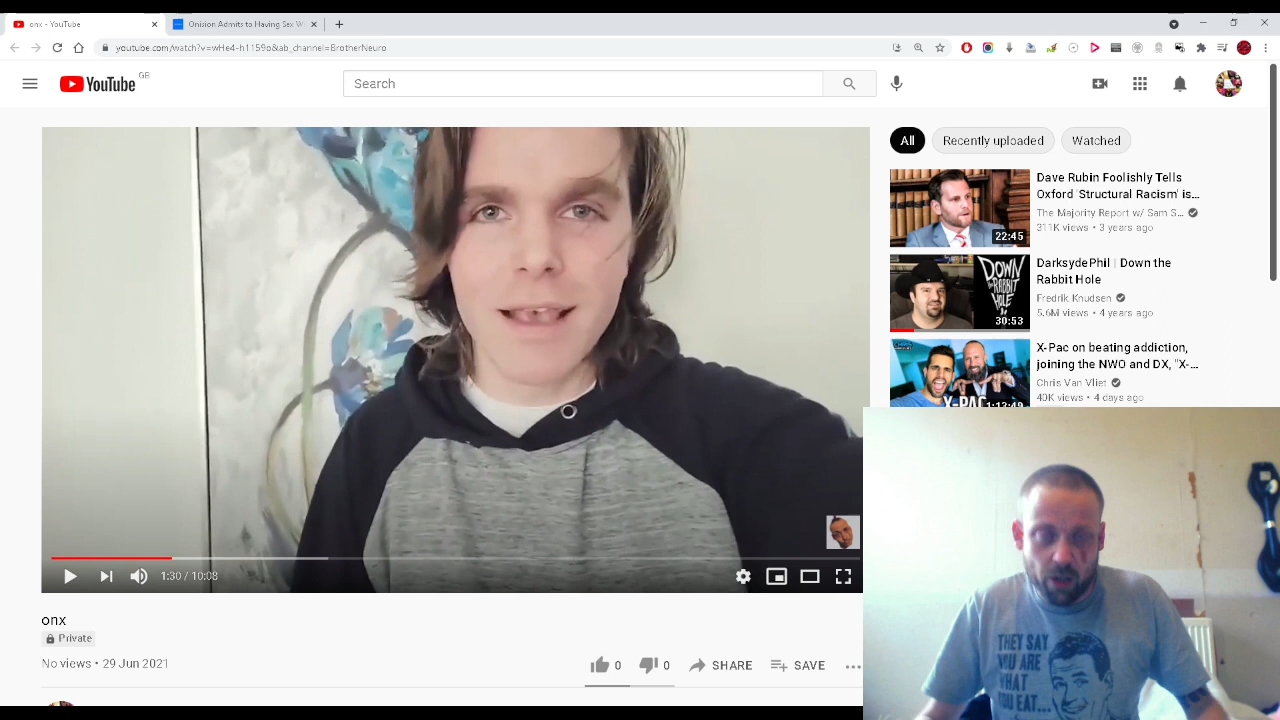 onx - YouTube
Onision Admits to Having Sex W
youtube.com/watch?v=wHe4-h1159o&ab_channel=BrotherNeuro
YouTube GB
Search
All
Recently uploaded
Watched
Dave Rubin Foolishly Tells
Oxford 'Structural Racism' is...
The Majority Report w/ Sam S...
311K views • 3 years ago
22:45
DarksydePhil | Down the
Rabbit Hole
Fredrik Knudsen
5.6M views • 4 years ago
DOWN
THE RABBIT
HOLE
30:53
X-Pac on beating addiction,
joining the NWO and DX, "X-...
Chris Van Vliet
40K views • 4 days ago
X-PAC
1:13:49
1:30 / 10:08
onx
Private
No views • 29 Jun 2021
0
0
SHARE
SAVE
THEY SAY
YOU ARE
WHAT
YOU EAT...